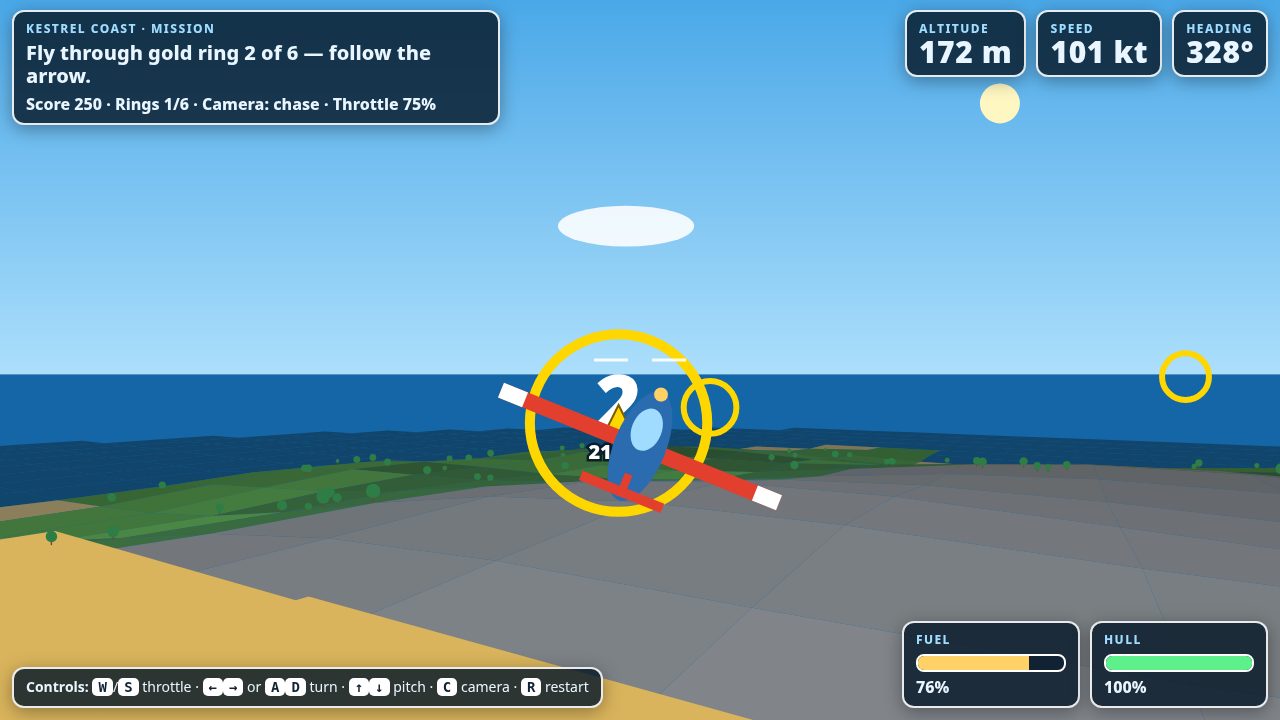 KESTREL COAST · MISSION
Fly through gold ring 2 of 6 — follow the
arrow.
Score 250 · Rings 1/6 · Camera: chase · Throttle 75%
ALTITUDE
172 m
SPEED
101 kt
HEADING
328°
2
Controls: W/S throttle · ←→ or A D turn · ↑↓ pitch · C camera · R restart
FUEL
76%
HULL
100%